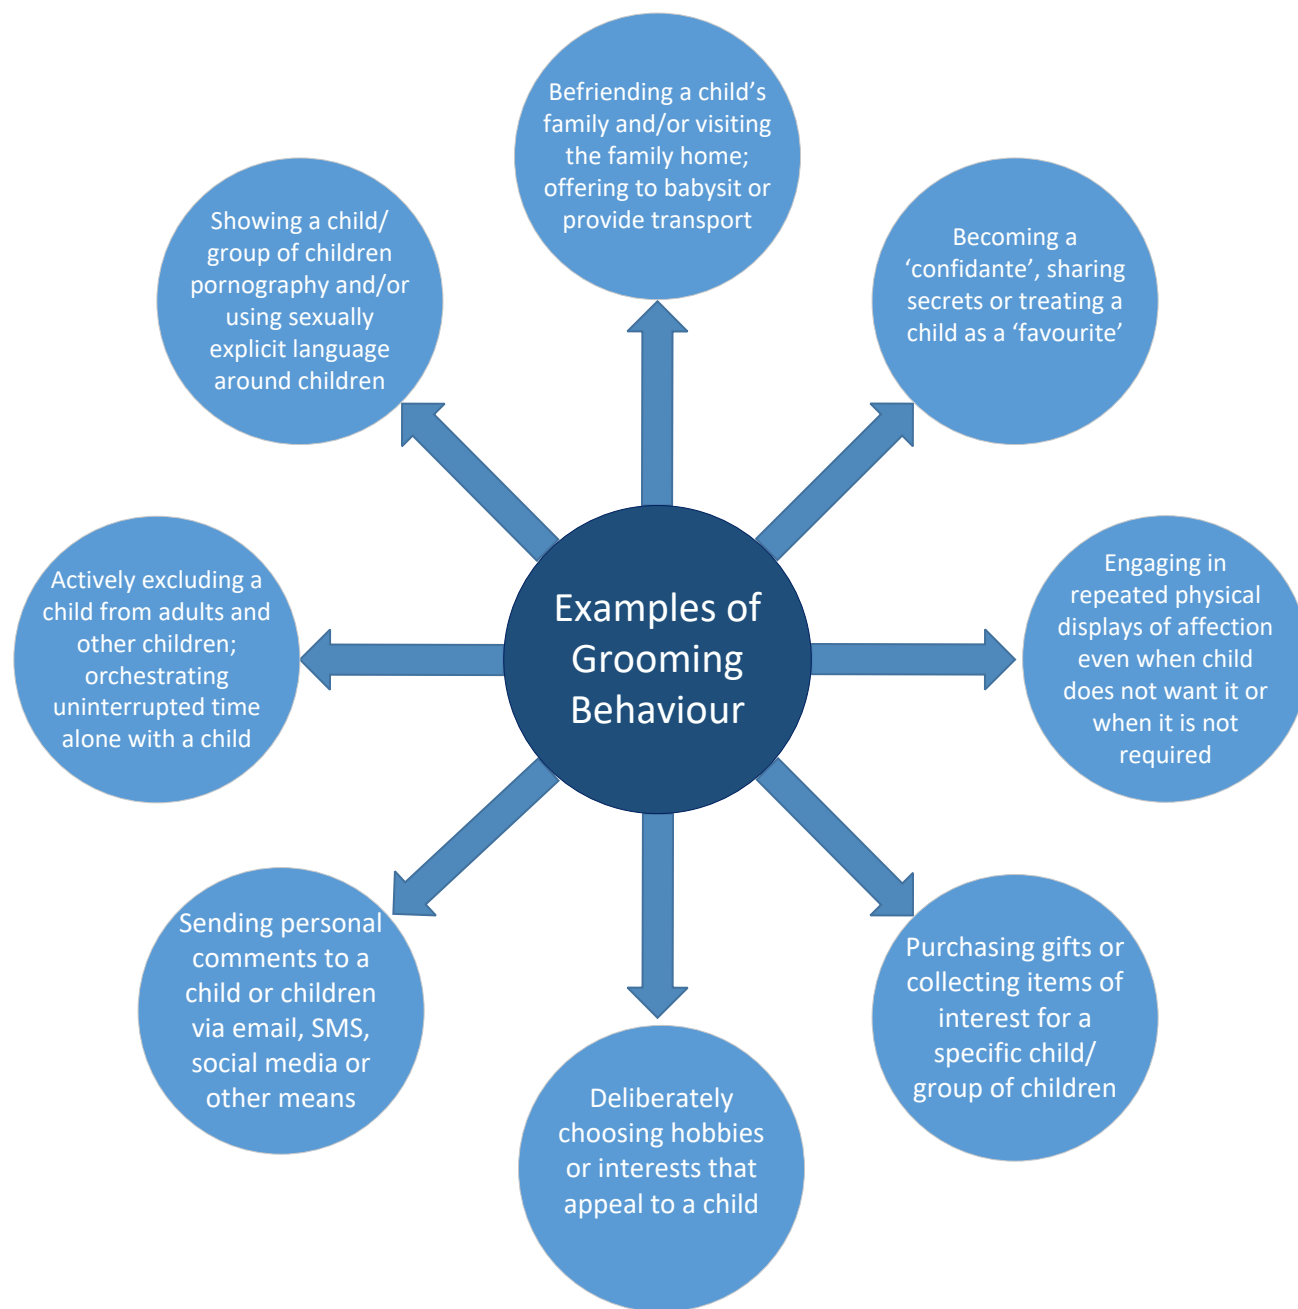 Examples of
Grooming
Behaviour
Befriending a child’s
family and/or visiting
the family home;
offering to babysit or
provide transport
Becoming a
‘confidante’, sharing
secrets or treating a
child as a ‘favourite’
Engaging in
repeated physical
displays of affection
even when child
does not want it or
when it is not
required
Purchasing gifts or
collecting items of
interest for a
specific child/
group of children
Deliberately
choosing hobbies
or interests that
appeal to a child
Sending personal
comments to a
child or children
via email, SMS,
social media or
other means
Actively excluding a
child from adults and
other children;
orchestrating
uninterrupted time
alone with a child
Showing a child/
group of children
pornography and/or
using sexually
explicit language
around children